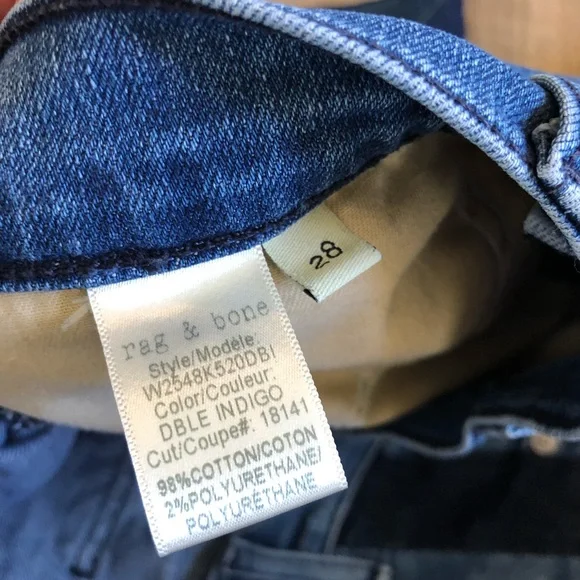 28
rag & bone
Style/Modèle:
W2548K520DBI
Color/Couleur:
DBLE INDIGO
Cut/Coupe#: 18141
98%COTTON/COTON
2%POLYURETHANE/
POLYURÉTHANE